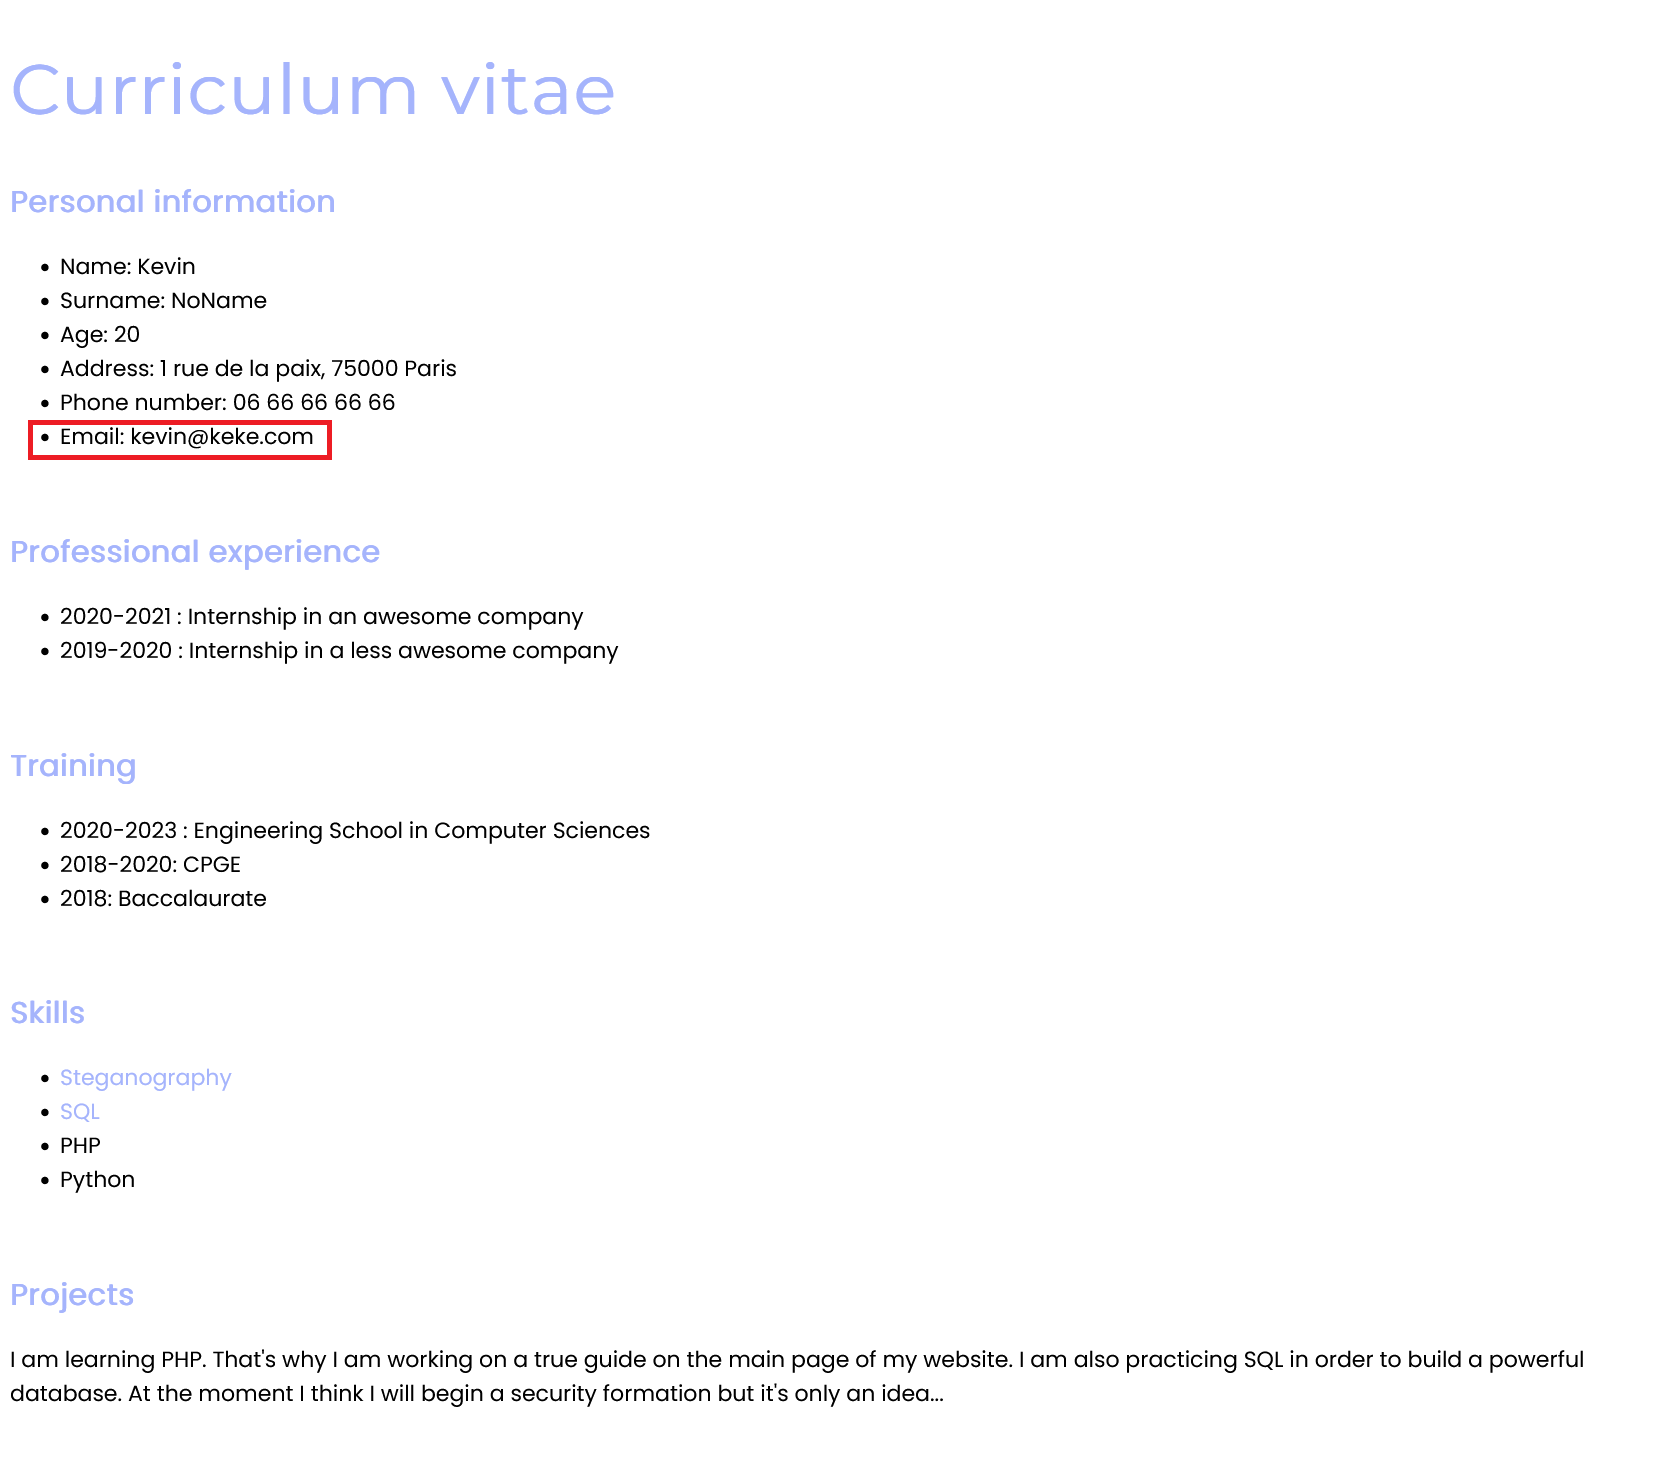 Curriculum vitae
Personal information
Name: Kevin
Surname: NoName
Age: 20
Address: 1 rue de la paix, 75000 Paris
Phone number: 06 66 66 66 66
Email: kevin@keke.com
Professional experience
2020-2021 : Internship in an awesome company
2019-2020 : Internship in a less awesome company
Training
2020-2023 : Engineering School in Computer Sciences
2018-2020: CPGE
2018: Baccalaurate
Skills
Steganography
SQL
PHP
Python
Projects
I am learning PHP. That's why I am working on a true guide on the main page of my website. I am also practicing SQL in order to build a powerful
database. At the moment I think I will begin a security formation but it's only an idea...